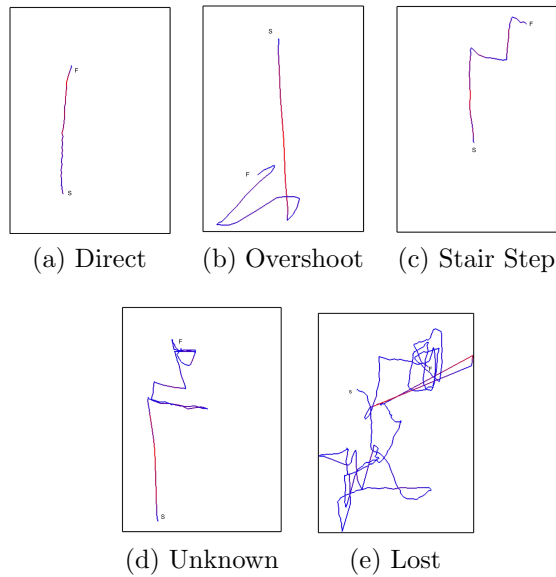 F
S
(a) Direct
S
F
(b) Overshoot
F
S
(c) Stair Step
F
S
(d) Unknown
S
F
(e) Lost